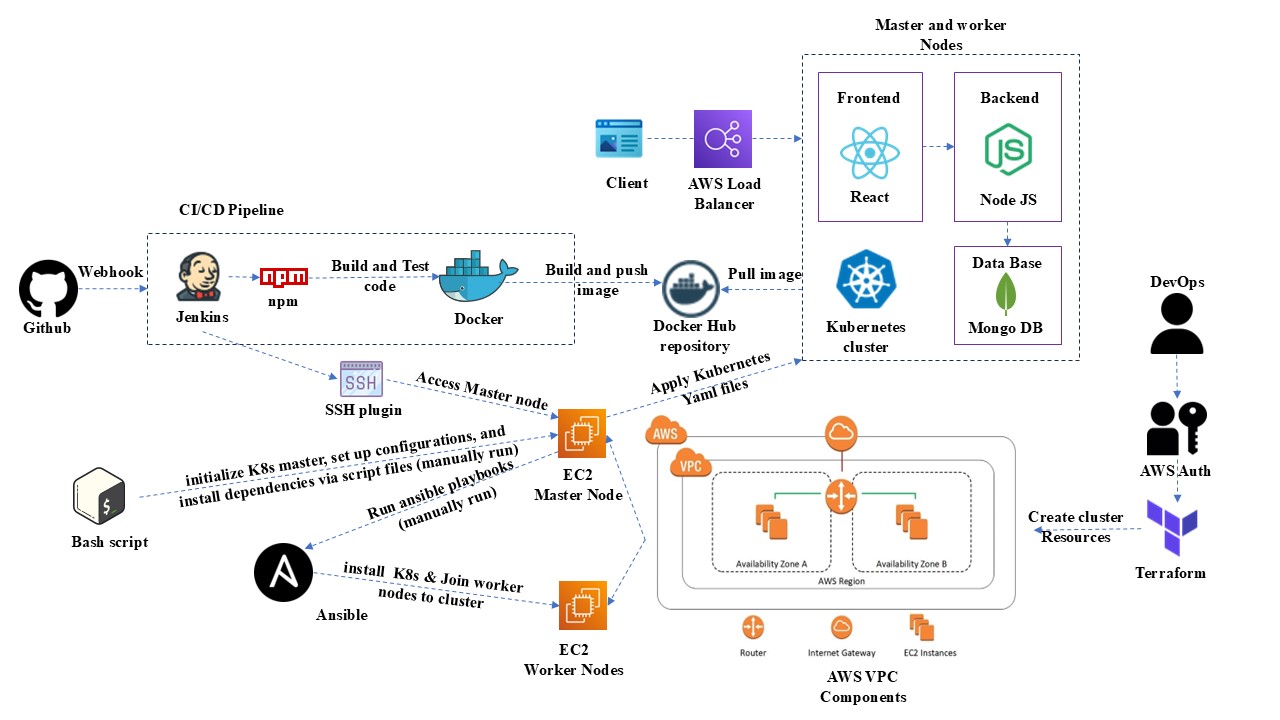 Master and worker
Nodes
Frontend
Backend
JS
React
Node JS
Client
AWS Load
Balancer
CI/CD Pipeline
Webhook
Github
Jenkins
npm
npm
Build and Test
code
Docker
Build and push
image
Docker Hub
repository
Pull image
Kubernetes
cluster
Data Base
Mongo DB
DevOps
AWS Auth
Create cluster
Resources
Terraform
SSH
SSH plugin
Access Master node
Apply Kubernetes
Yaml files
EC2
Master Node
initialize K8s master, set up configurations, and
install dependencies via script files (manually run)
$_
Bash script
Run ansible playbooks
(manually run)
A
Ansible
install K8s & Join worker
nodes to cluster
EC2
Worker Nodes
AWS
VPC
Availability Zone A
Availability Zone B
AWS Region
Router
Internet Gateway
EC2 Instances
AWS VPC
Components